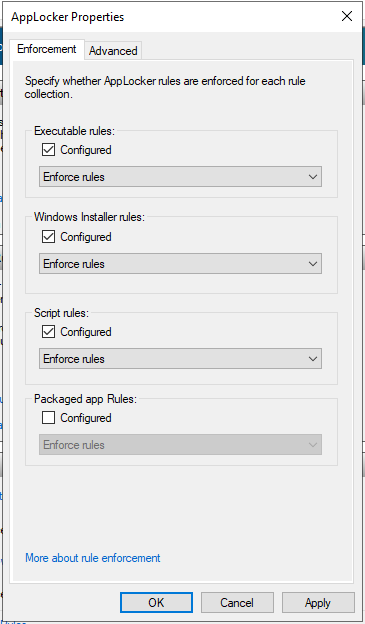 AppLocker Properties
Enforcement
Advanced
Specify whether AppLocker rules are enforced for each rule
collection.
Executable rules:
Configured
Enforce rules
Windows Installer rules:
Configured
Enforce rules
Script rules:
Configured
Enforce rules
Packaged app Rules:
Configured
Enforce rules
More about rule enforcement
OK
Cancel
Apply